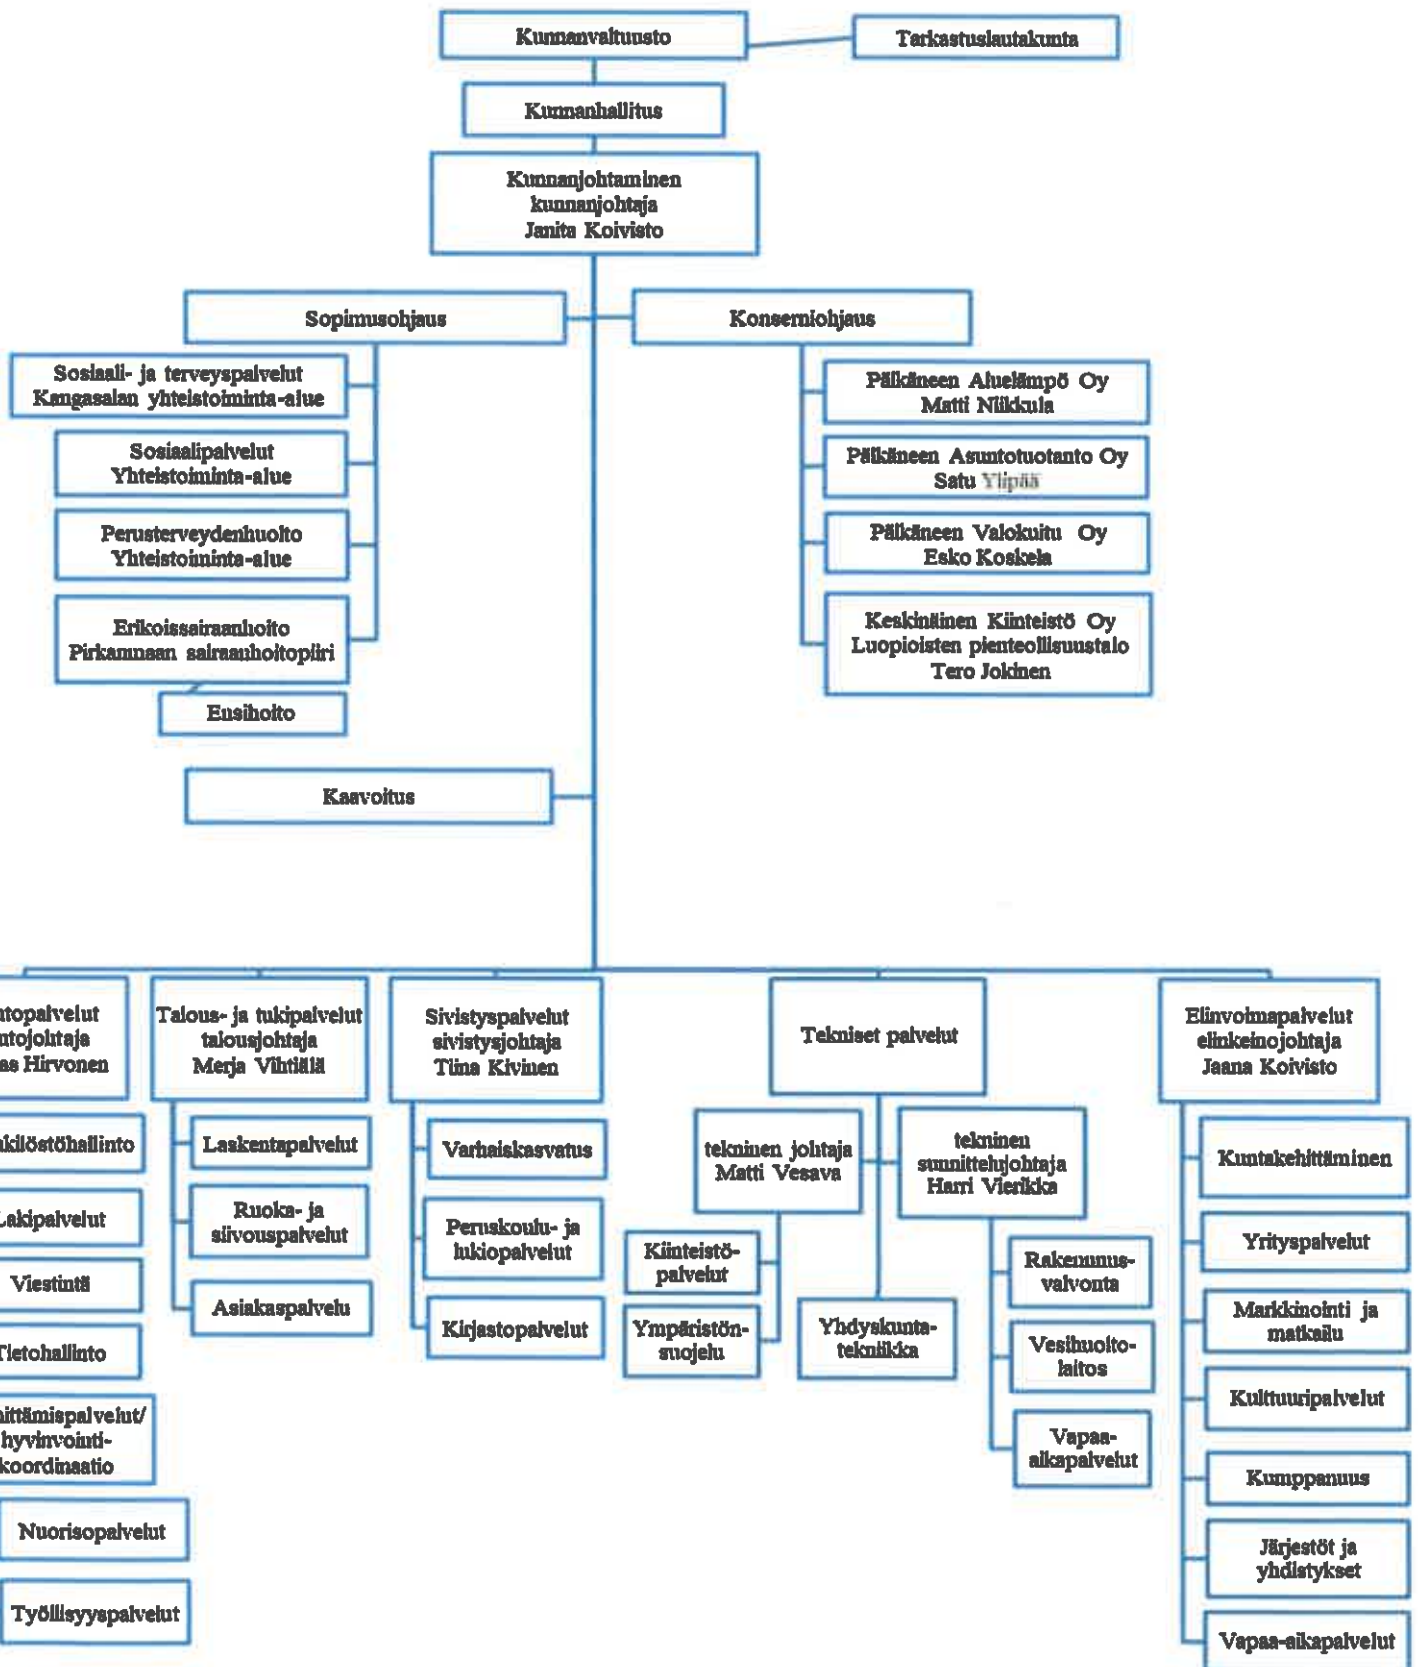 Kunnanvaltuusto
Tarkastuslautakunta
Kunnanhallitus
Kunnanjohtaminen
kunnanjohtaja
Janita Koivisto
Sopimusohjaus
Konserniohjaus
Sosiaali- ja terveyspalvelut
Kangasalan yhteistoiminta-alue
Sosiaalipalvelut
Yhteistoiminta-alue
Perusterveydenhuolto
Yhteistoiminta-alue
Erikoissairaanhoito
Pirkanmaan sairaanhoitopiiri
Ensihoito
Pälkäneen Aluelämpö Oy
Matti Niikkula
Pälkäneen Asuntotuotanto Oy
Satu Ylipää
Pälkäneen Valokuitu Oy
Esko Koskela
Keskinäinen Kiinteistö Oy
Luopioisten pienteollisuustalo
Tero Jokinen
Kaavoitus
ntopalvelut
ntojohtaja
as Hirvonen
kilöstöhallinto
Lakipalvelut
Viestintä
Tietohallinto
hittämispalvelut/
hyvinvointi-
koordinaatio
Nuorisopalvelut
Työllisyyspalvelut
Talous- ja tukipalvelut
talousjohtaja
Merja Vihtiälä
Laskentapalvelut
Ruoka- ja
siivouspalvelut
Asiakaspalvelu
Sivistyspalvelut
sivistysjohtaja
Tiina Kivinen
Varhaiskasvatus
Peruskoulu- ja
lukiopalvelut
Kirjastopalvelut
Tekniset palvelut
tekninen johtaja
Matti Vesava
Kiinteistö-
palvelut
Ympäristön-
suojelu
Yhdyskunta-
tekniikka
tekninen
suunnittelujohtaja
Harri Vierikka
Rakennus-
valvonta
Vesihuolto-
laitos
Vapaa-
aikapalvelut
Elinvoimapalvelut
elinkeinojohtaja
Jaana Koivisto
Kuntakehittäminen
Yrityspalvelut
Markkinointi ja
matkailu
Kulttuuripalvelut
Kumppanuus
Järjestöt ja
yhdistykset
Vapaa-aikapalvelut